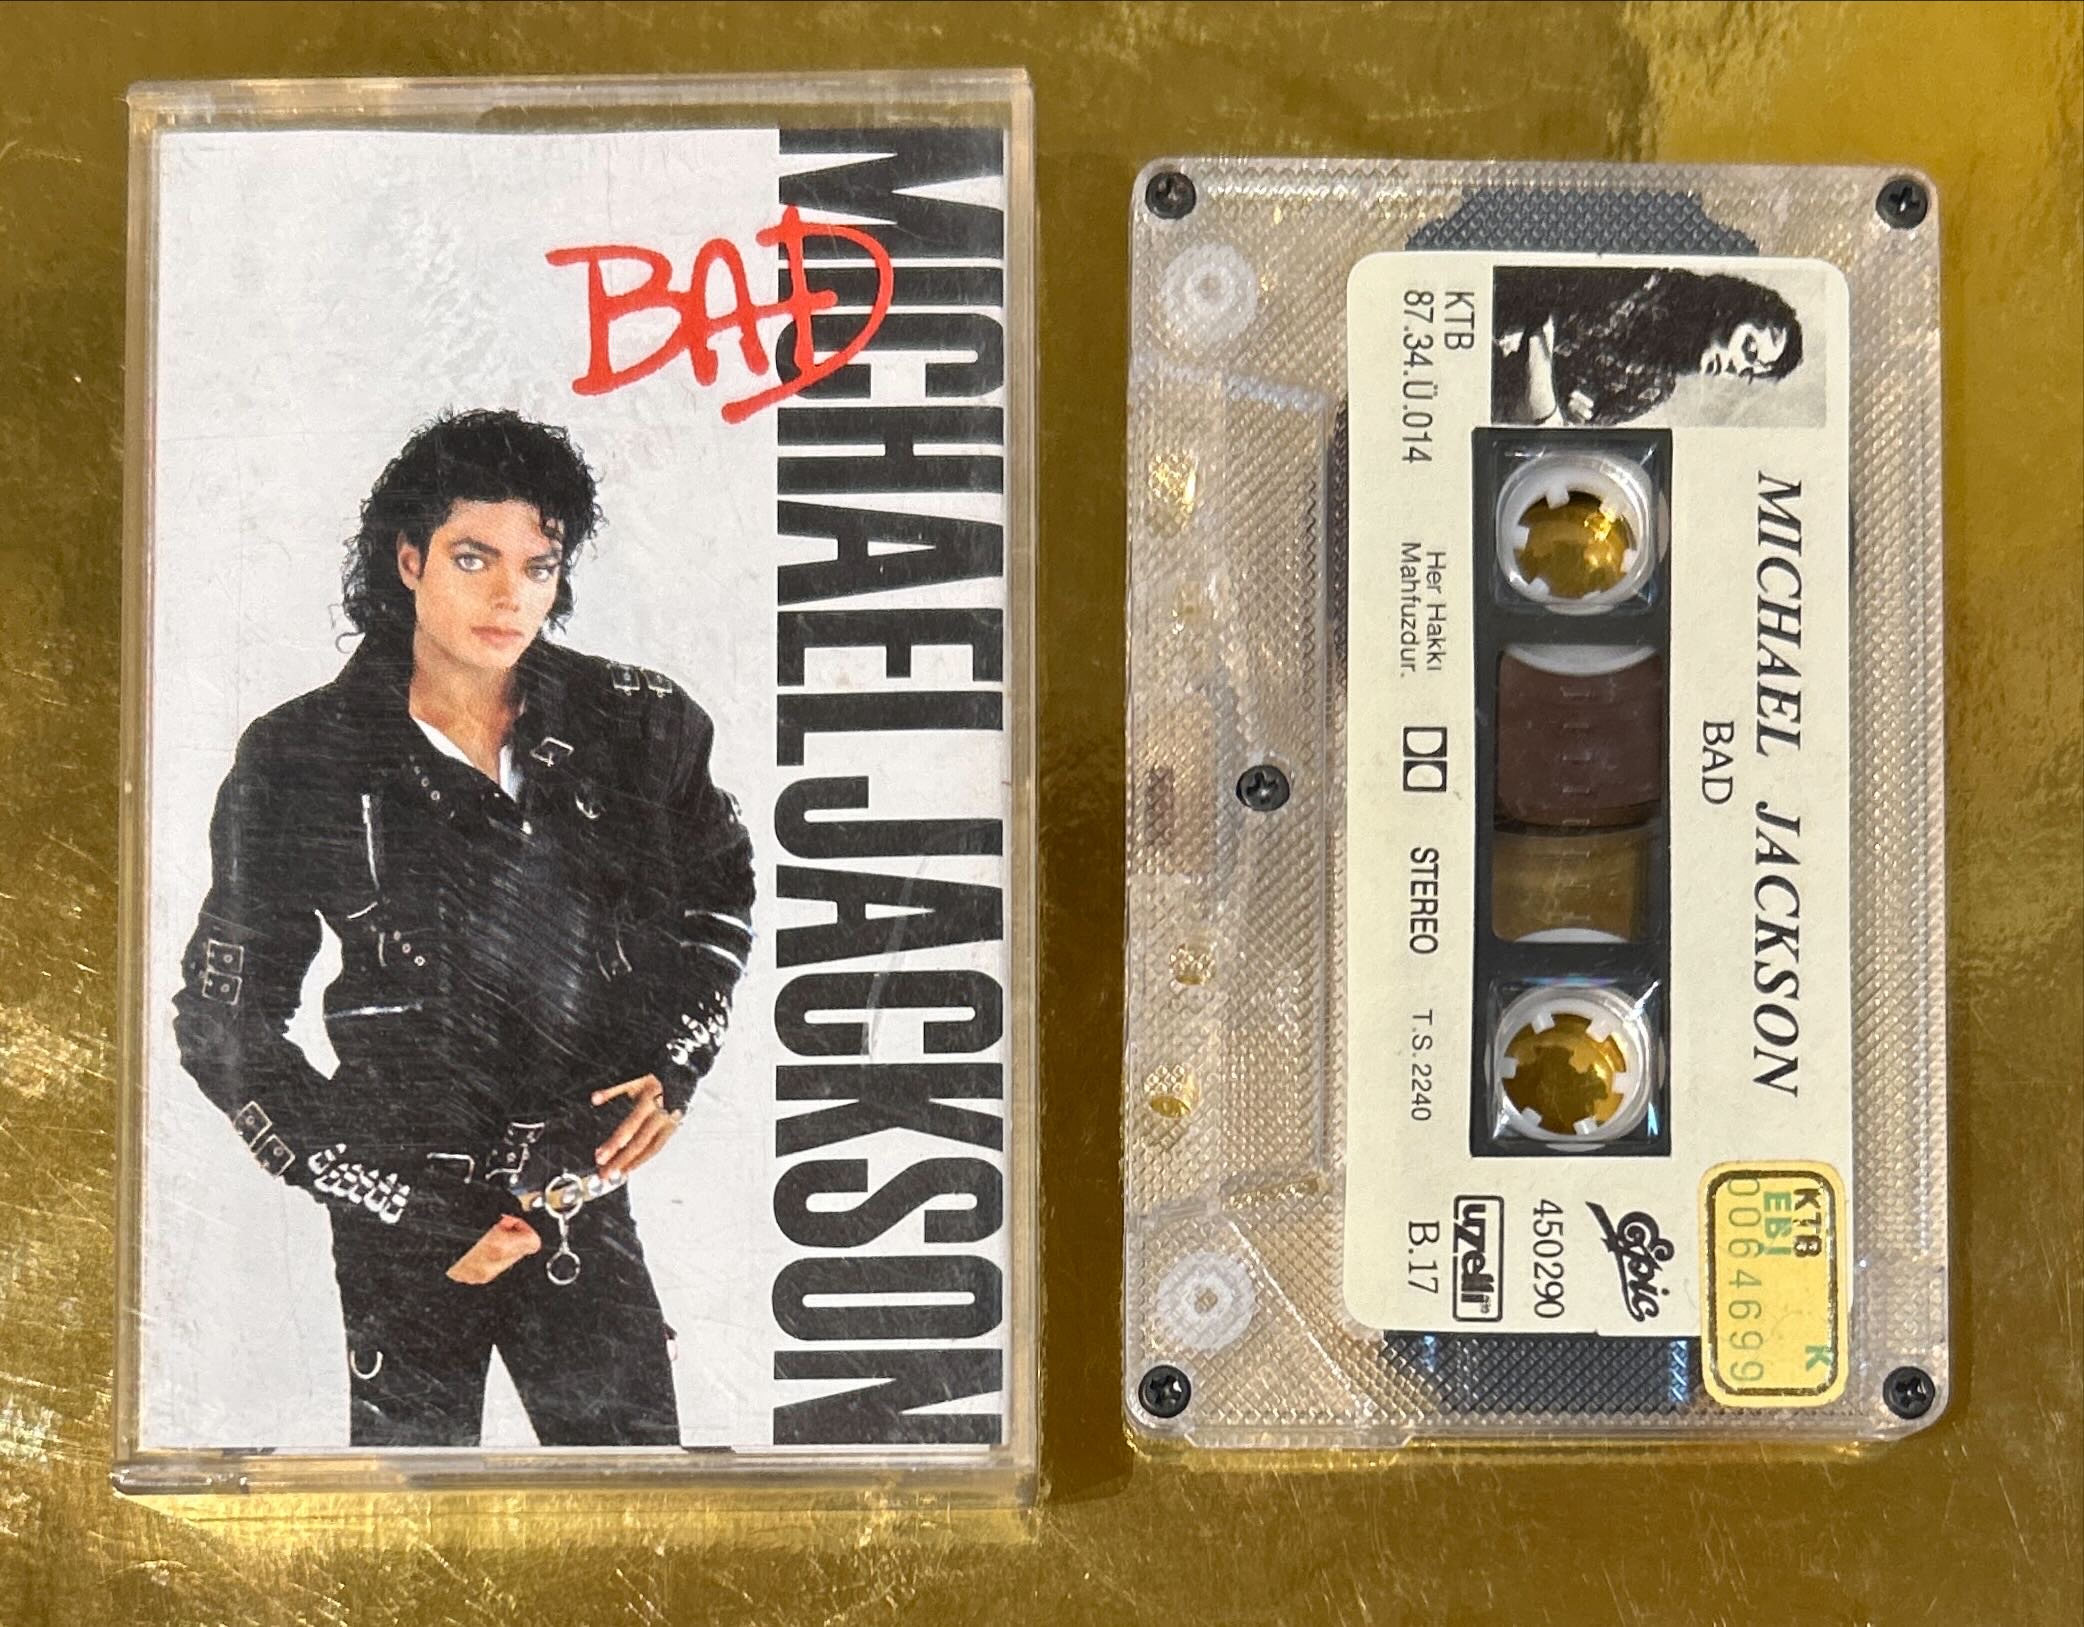 BAD
MICHAEL JACKSON
MICHAEL JACKSON
BAD
KTB
87.34.Ü.014
Her Hakkı
Mahfuzdur.
STEREO
T.S. 2240
Epic
450290
uzelli
B.17
KTB
EBİ
K
0064699